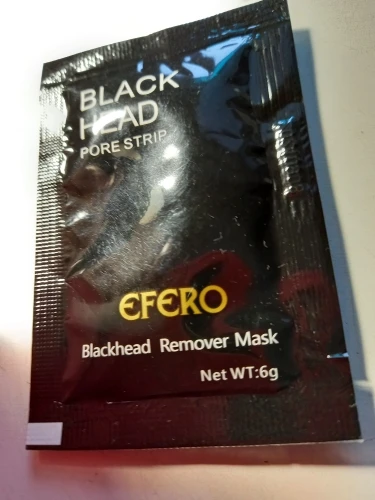 BLACK
HEAD
PORE STRIP
EFERO
Blackhead Remover Mask
Net WT:6g